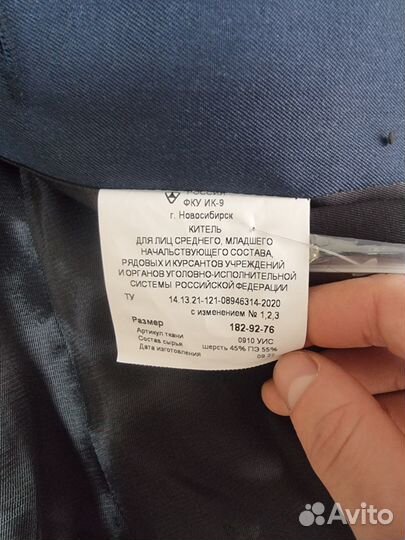 РОССИЯ
ФКУ ИК-9
г. Новосибирск
КИТЕЛЬ
ДЛЯ ЛИЦ СРЕДНЕГО, МЛАДШЕГО
НАЧАЛЬСТВУЮЩЕГО СОСТАВА,
РЯДОВЫХ И КУРСАНТОВ УЧРЕЖДЕНИЙ
И ОРГАНОВ УГОЛОВНО-ИСПОЛНИТЕЛЬНОЙ
СИСТЕМЫ РОССИЙСКОЙ ФЕДЕРАЦИИ
ТУ 14.13.21-121-08946314-2020
с изменением № 1,2,3
Размер 182-92-76
Артикул ткани 0910 УИС
Состав сырья шерсть 45% ПЭ 55%
Дата изготовления
Avito